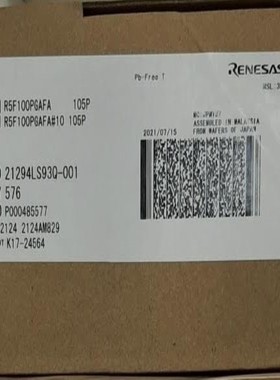 R5F100PGAFA 105P
R5F100PGAFA#10 105P
Pb-Free
RENESAS
2021/07/15
ASSEMBLED IN MALAYSIA
FROM WAFERS OF JAPAN
21294LS93Q-001
576
P000485577
2124 2124AM829
K17-24564